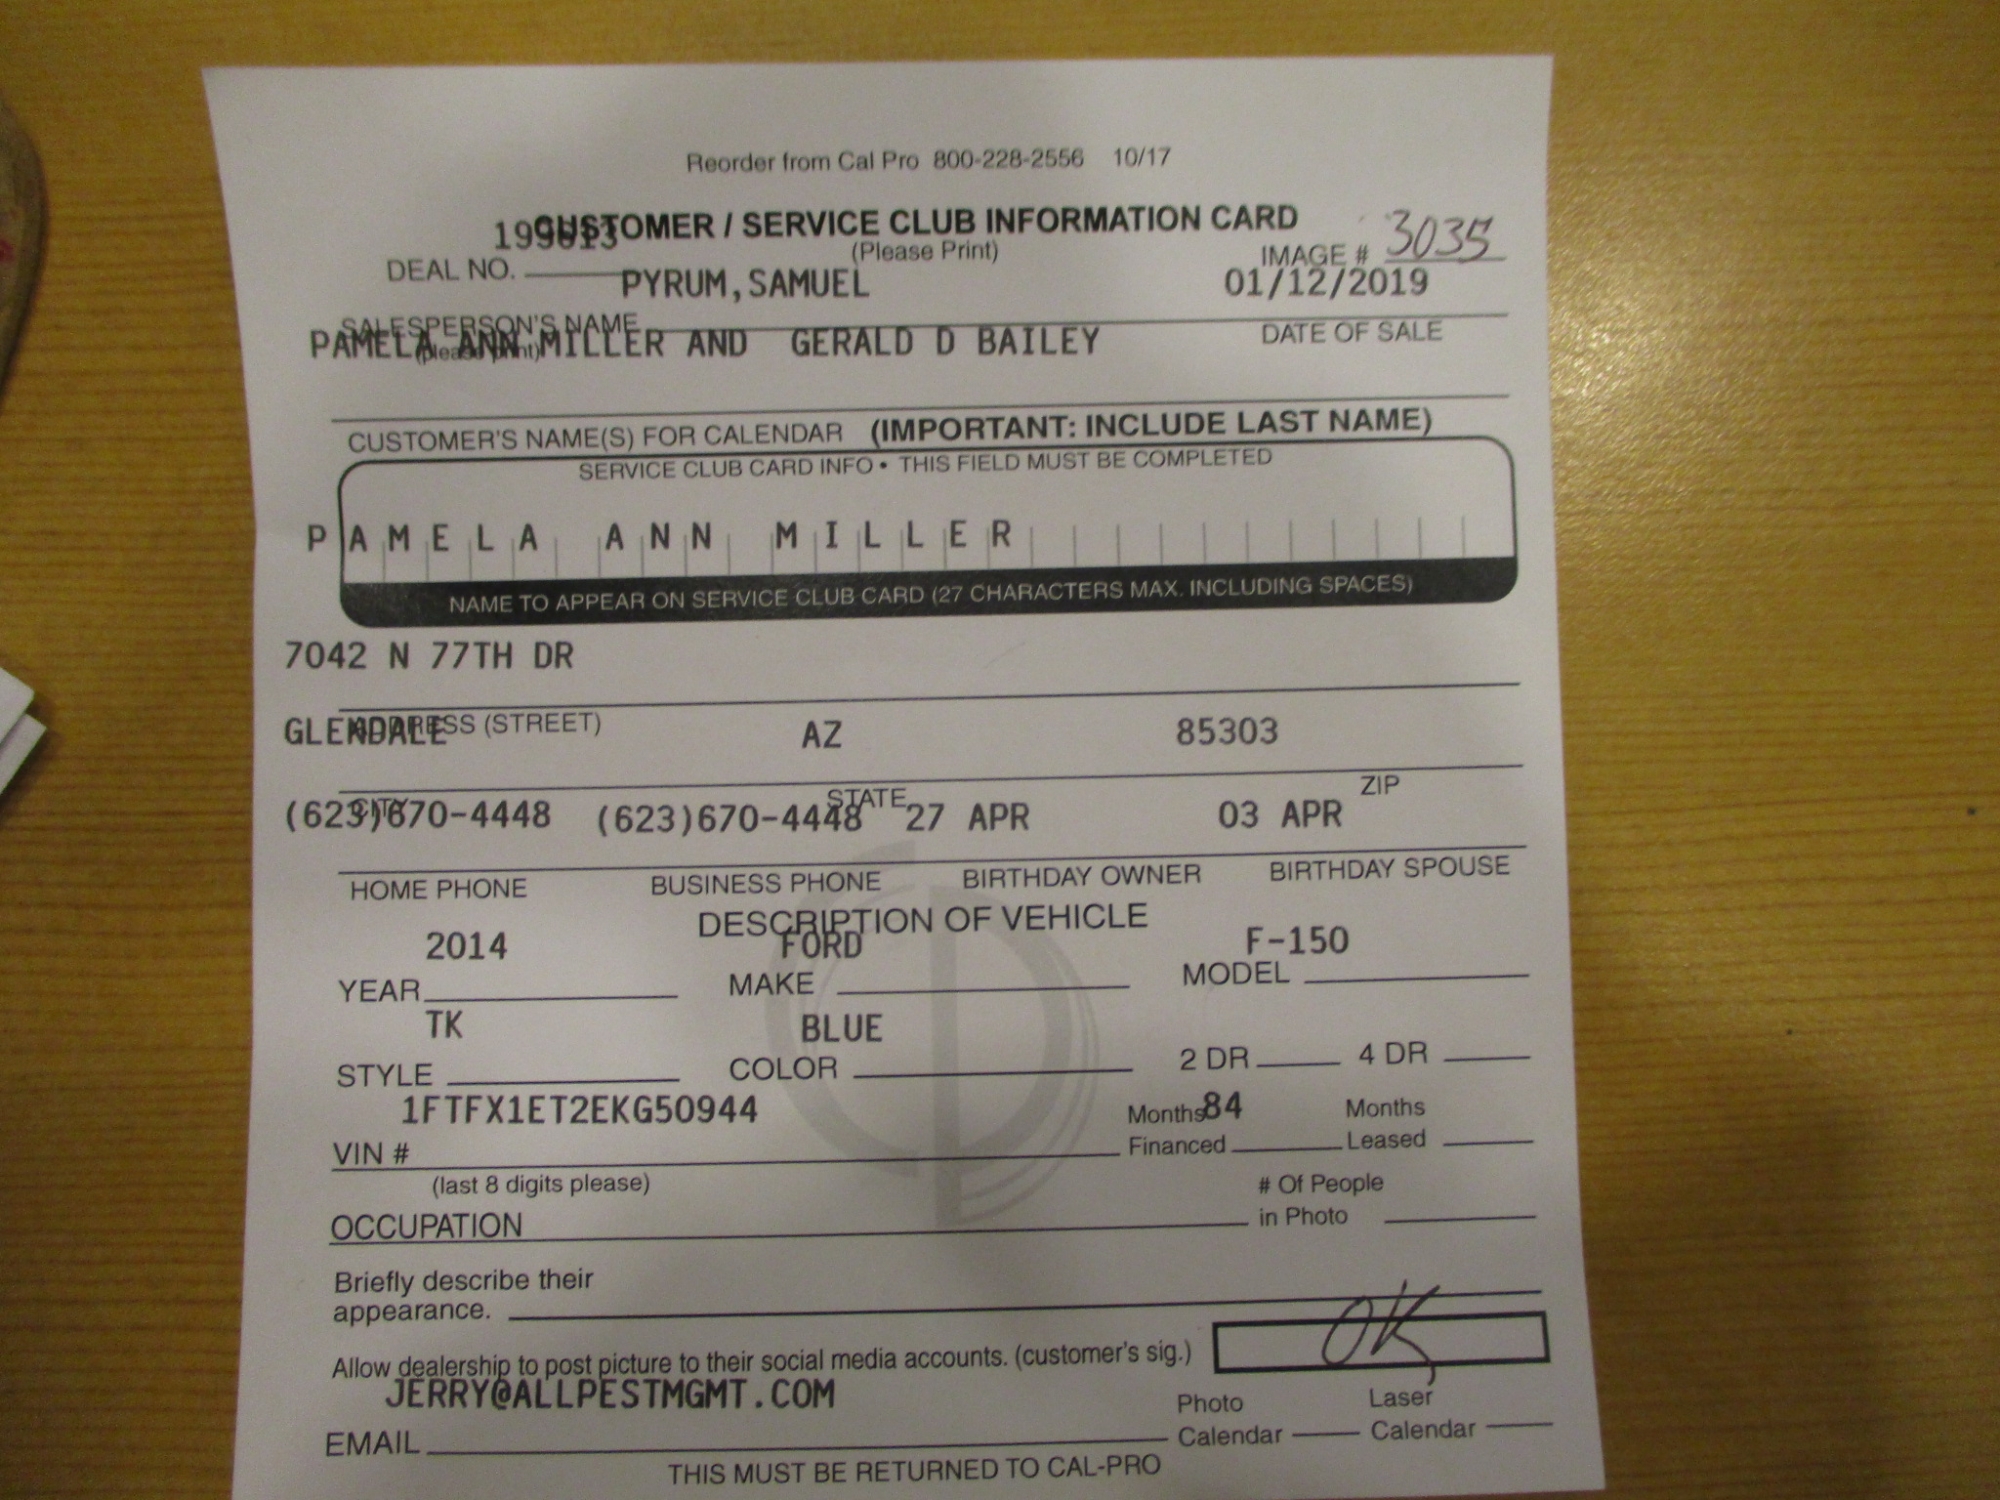 Reorder from Cal Pro 800-228-2556 10/17
CUSTOMER / SERVICE CLUB INFORMATION CARD
(Please Print)
IMAGE # 3035
DEAL NO.
PYRUM, SAMUEL 01/12/2019
SALESPERSON'S NAME DATE OF SALE
(please print)
PAMELA ANN MILLER AND GERALD D BAILEY
CUSTOMER'S NAME(S) FOR CALENDAR (IMPORTANT: INCLUDE LAST NAME)
SERVICE CLUB CARD INFO • THIS FIELD MUST BE COMPLETED
PAMELA ANN MILLER
NAME TO APPEAR ON SERVICE CLUB CARD (27 CHARACTERS MAX. INCLUDING SPACES)
7042 N 77TH DR
ADDRESS (STREET)
GLENDALE AZ 85303
CITY STATE ZIP
(623)670-4448 (623)670-4448 27 APR 03 APR
HOME PHONE BUSINESS PHONE BIRTHDAY OWNER BIRTHDAY SPOUSE
DESCRIPTION OF VEHICLE
2014 FORD F-150
YEAR MAKE MODEL
TK BLUE
STYLE COLOR 2 DR 4 DR
1FTFX1ET2EKG50944 Months 84 Months
VIN # Financed Leased
(last 8 digits please) # Of People
OCCUPATION in Photo
Briefly describe their
appearance.
OK
Allow dealership to post picture to their social media accounts. (customer's sig.)
JERRY@ALLPESTMGMT.COM Photo Laser
EMAIL Calendar Calendar
THIS MUST BE RETURNED TO CAL-PRO